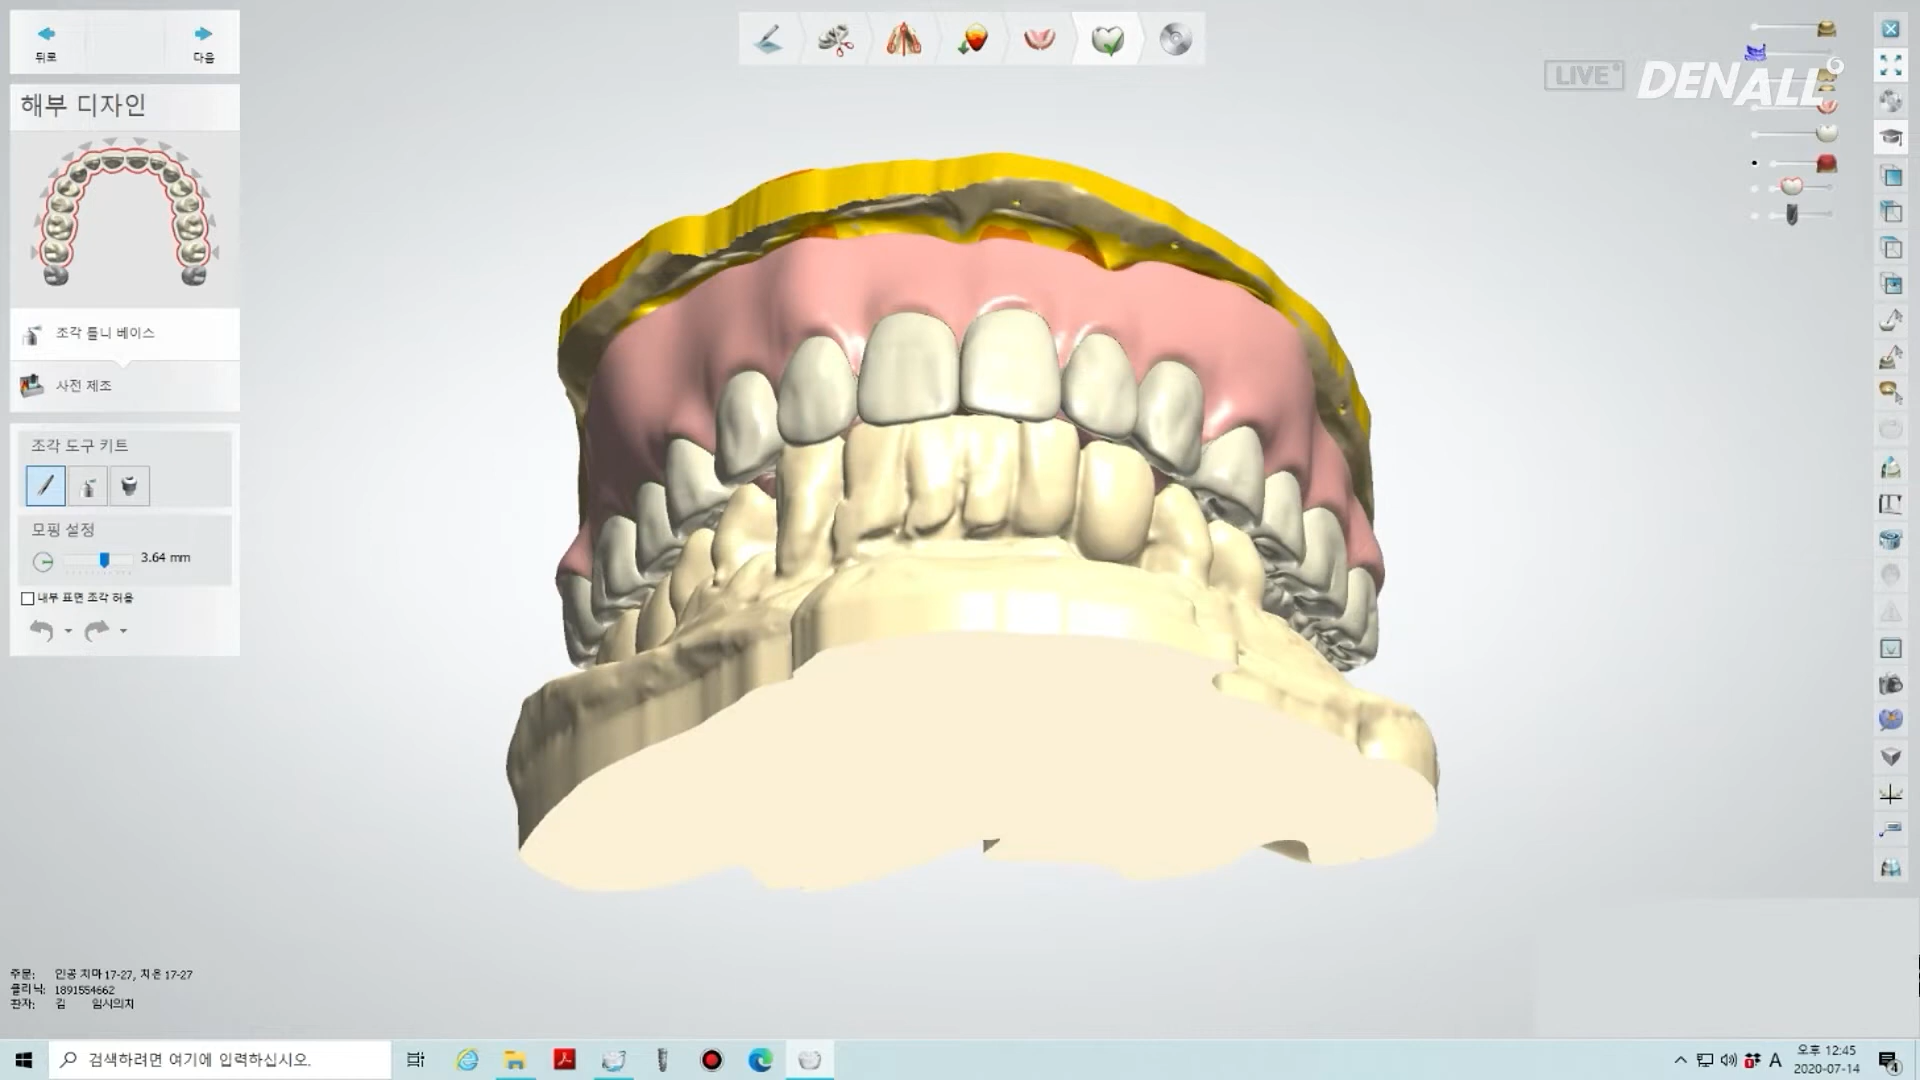 뒤로
다음
LIVE
DENALL
해부 디자인
조각 틀니 베이스
사전 제조
조각 도구 키트
모핑 설정
3.64 mm
내부 표면 조각 허용
주문: 인공 치아 17-27, 치은 17-27
클리닉: 1891554662
환자: 김 임시의치
검색하려면 여기에 입력하십시오.
A
오후 12:45
2020-07-14
4